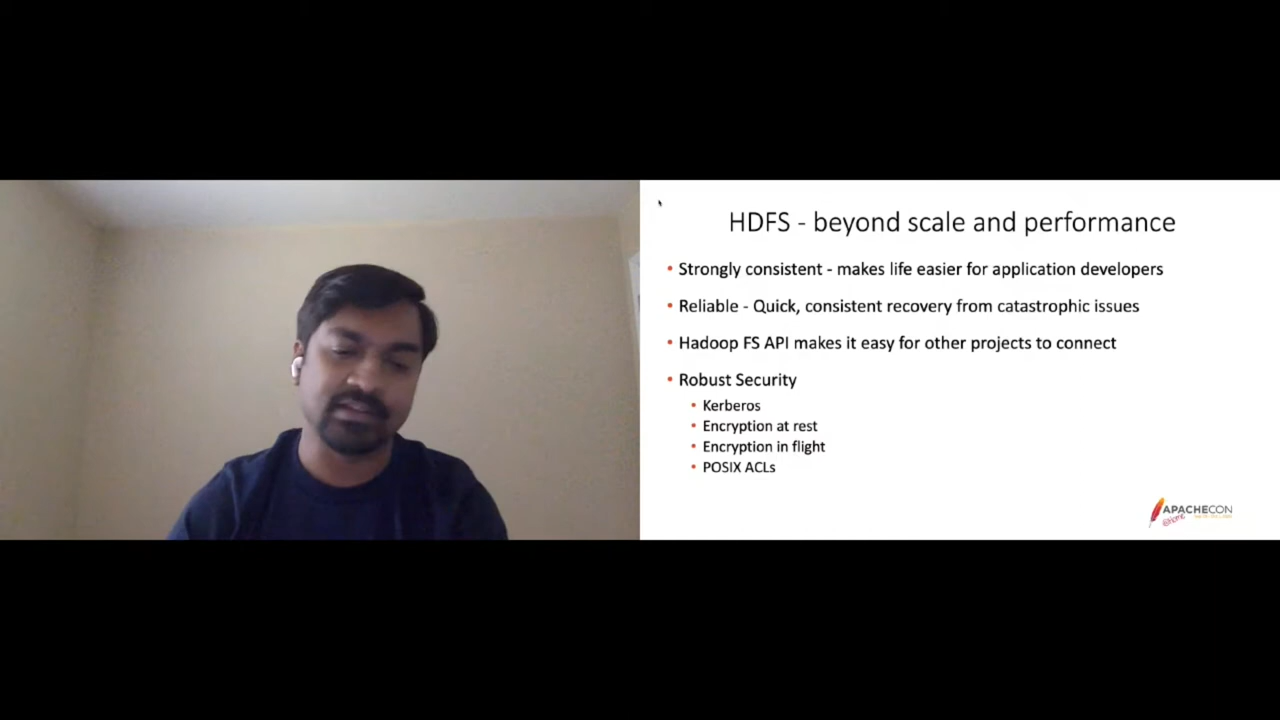 HDFS - beyond scale and performance
• Strongly consistent - makes life easier for application developers
• Reliable - Quick, consistent recovery from catastrophic issues
• Hadoop FS API makes it easy for other projects to connect
• Robust Security
• Kerberos
• Encryption at rest
• Encryption in flight
• POSIX ACLs
APACHECON
@Home